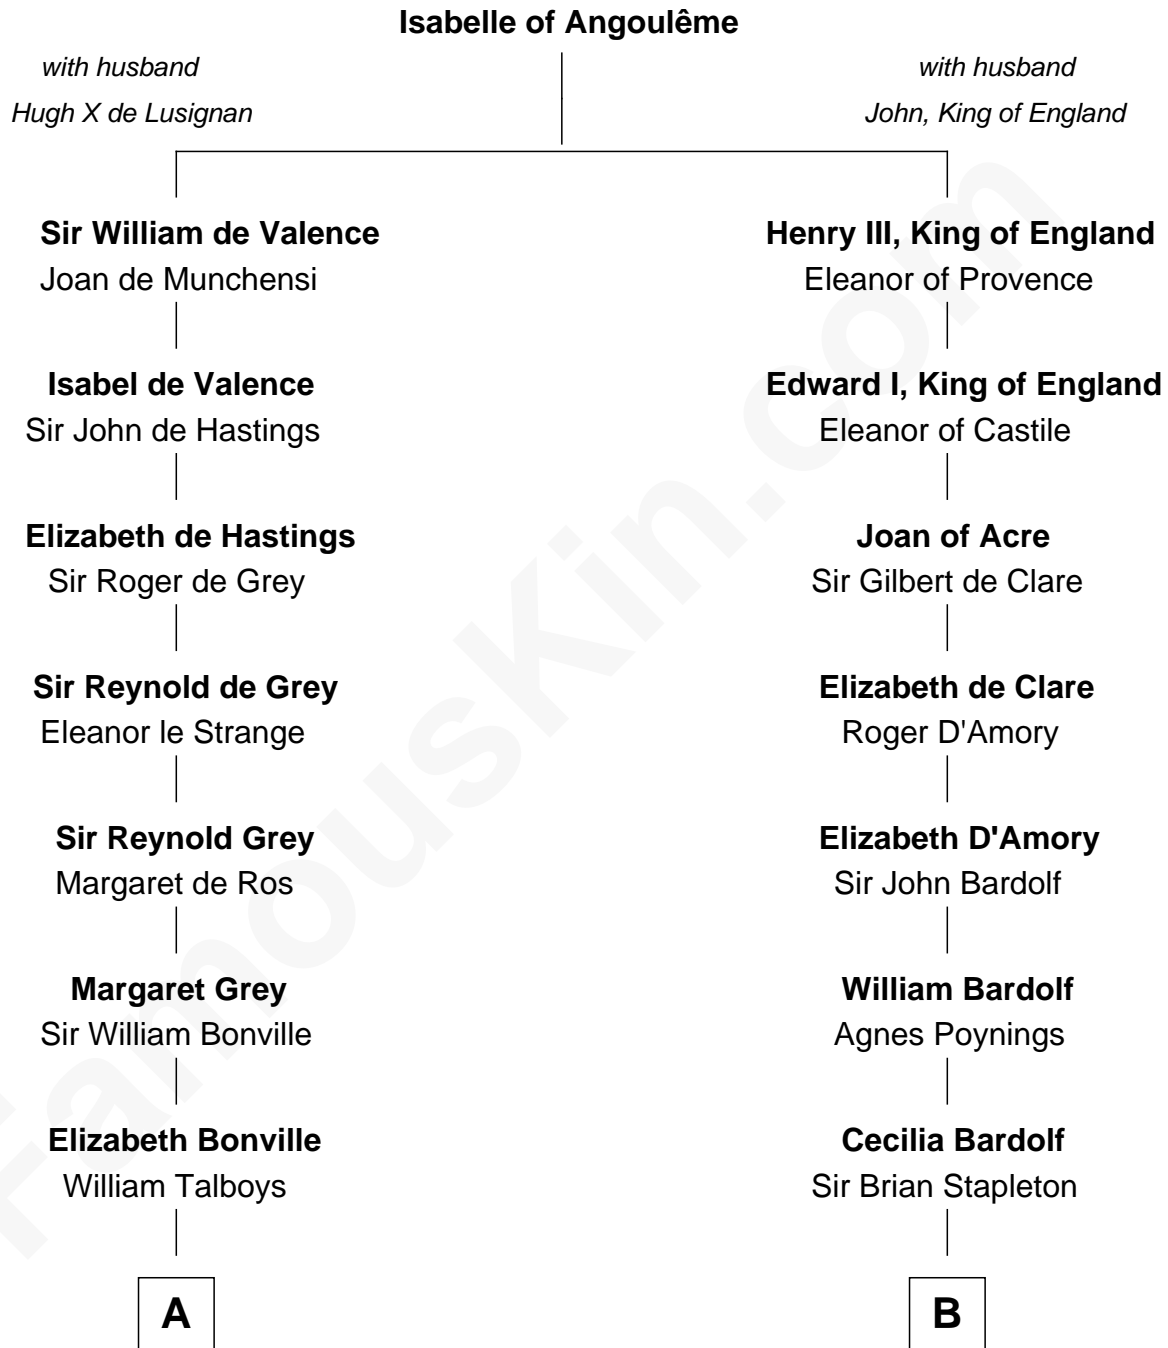 Isabelle of Angoulême
with husband
Hugh X de Lusignan
with husband
John, King of England
Sir William de Valence
Joan de Munchensi
Henry III, King of England
Eleanor of Provence
Isabel de Valence
Sir John de Hastings
Edward I, King of England
Eleanor of Castile
Elizabeth de Hastings
Sir Roger de Grey
Joan of Acre
Sir Gilbert de Clare
Sir Reynold de Grey
Eleanor le Strange
Elizabeth de Clare
Roger D'Amory
Sir Reynold Grey
Margaret de Ros
Elizabeth D'Amory
Sir John Bardolf
Margaret Grey
Sir William Bonville
William Bardolf
Agnes Poynings
Elizabeth Bonville
William Talboys
Cecilia Bardolf
Sir Brian Stapleton
A
B
FamousKin.com